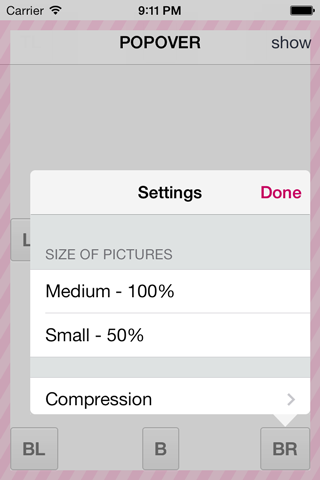 Carrier 9:11 PM
POPOVER show
Settings Done
SIZE OF PICTURES
Medium - 100%
Small - 50%
Compression
BL B BR